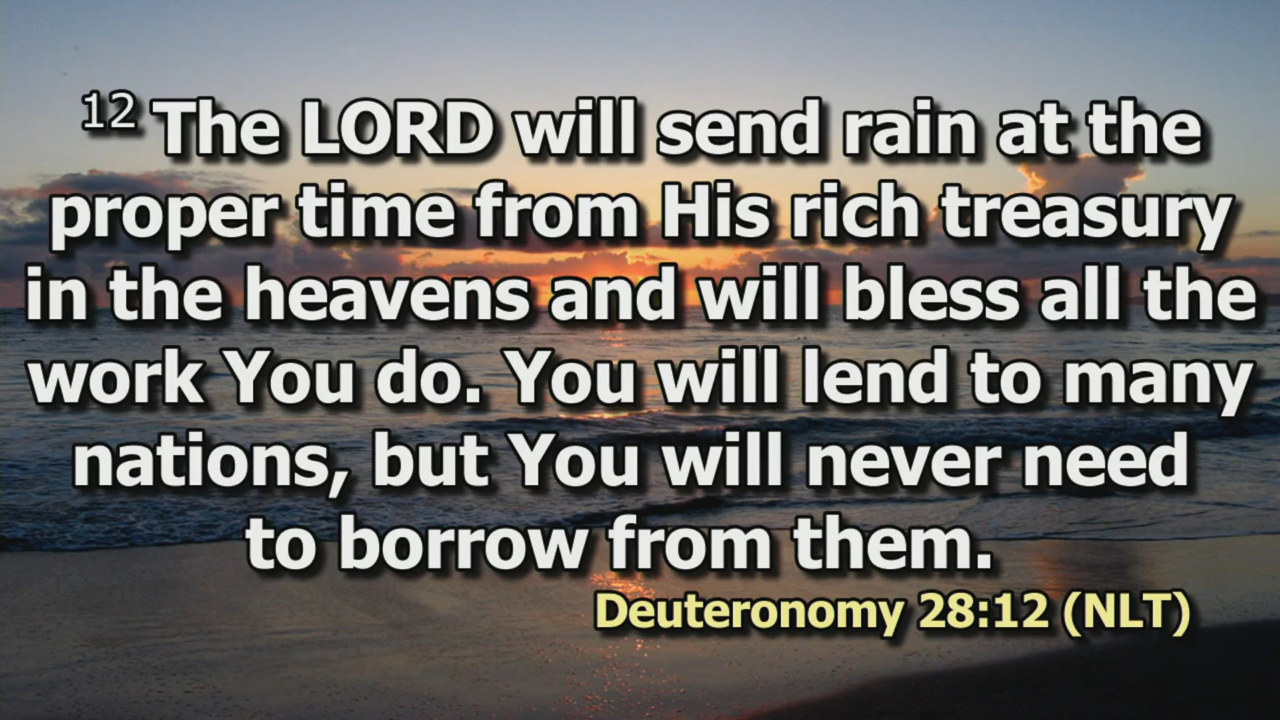 12 The LORD will send rain at the
proper time from His rich treasury
in the heavens and will bless all the
work You do. You will lend to many
nations, but You will never need
to borrow from them.
Deuteronomy 28:12 (NLT)